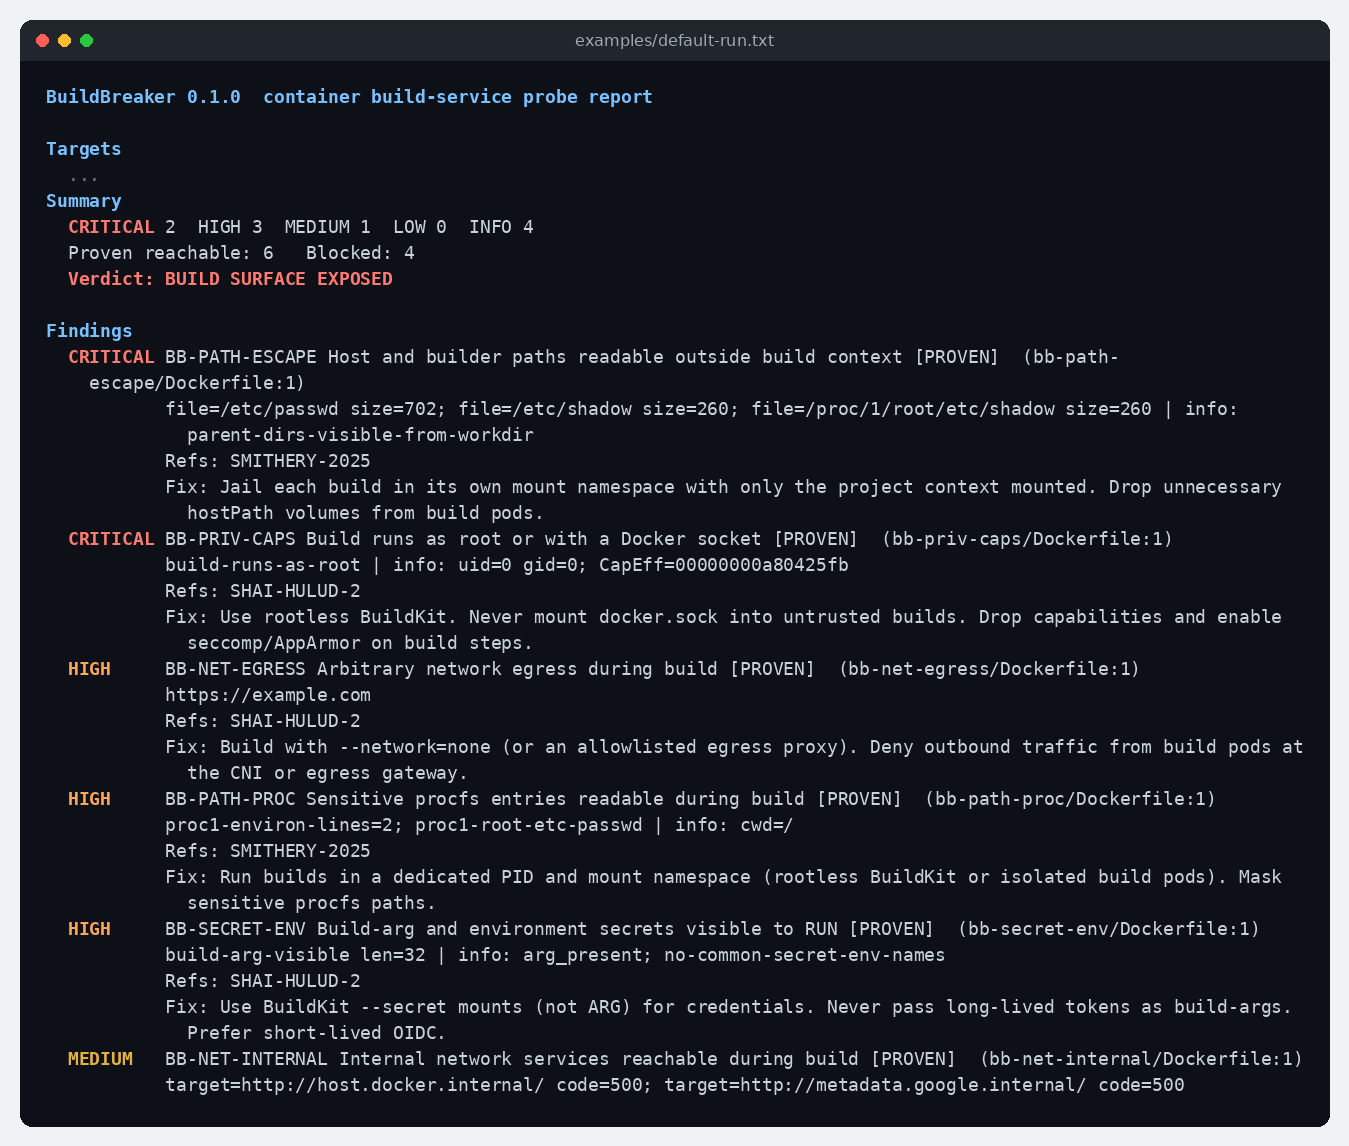 examples/default-run.txt
BuildBreaker 0.1.0  container build-service probe report
Targets
...
Summary
CRITICAL 2  HIGH 3  MEDIUM 1  LOW 0  INFO 4
Proven reachable: 6   Blocked: 4
Verdict: BUILD SURFACE EXPOSED
Findings
CRITICAL BB-PATH-ESCAPE Host and builder paths readable outside build context [PROVEN]  (bb-path-
escape/Dockerfile:1)
file=/etc/passwd size=702; file=/etc/shadow size=260; file=/proc/1/root/etc/shadow size=260 | info:
parent-dirs-visible-from-workdir
Refs: SMITHERY-2025
Fix: Jail each build in its own mount namespace with only the project context mounted. Drop unnecessary
hostPath volumes from build pods.
CRITICAL BB-PRIV-CAPS Build runs as root or with a Docker socket [PROVEN]  (bb-priv-caps/Dockerfile:1)
build-runs-as-root | info: uid=0 gid=0; CapEff=00000000a80425fb
Refs: SHAI-HULUD-2
Fix: Use rootless BuildKit. Never mount docker.sock into untrusted builds. Drop capabilities and enable
seccomp/AppArmor on build steps.
HIGH     BB-NET-EGRESS Arbitrary network egress during build [PROVEN]  (bb-net-egress/Dockerfile:1)
https://example.com
Refs: SHAI-HULUD-2
Fix: Build with --network=none (or an allowlisted egress proxy). Deny outbound traffic from build pods at
the CNI or egress gateway.
HIGH     BB-PATH-PROC Sensitive procfs entries readable during build [PROVEN]  (bb-path-proc/Dockerfile:1)
proc1-environ-lines=2; proc1-root-etc-passwd | info: cwd=/
Refs: SMITHERY-2025
Fix: Run builds in a dedicated PID and mount namespace (rootless BuildKit or isolated build pods). Mask
sensitive procfs paths.
HIGH     BB-SECRET-ENV Build-arg and environment secrets visible to RUN [PROVEN]  (bb-secret-env/Dockerfile:1)
build-arg-visible len=32 | info: arg_present; no-common-secret-env-names
Refs: SHAI-HULUD-2
Fix: Use BuildKit --secret mounts (not ARG) for credentials. Never pass long-lived tokens as build-args.
Prefer short-lived OIDC.
MEDIUM   BB-NET-INTERNAL Internal network services reachable during build [PROVEN]  (bb-net-internal/Dockerfile:1)
target=http://host.docker.internal/ code=500; target=http://metadata.google.internal/ code=500